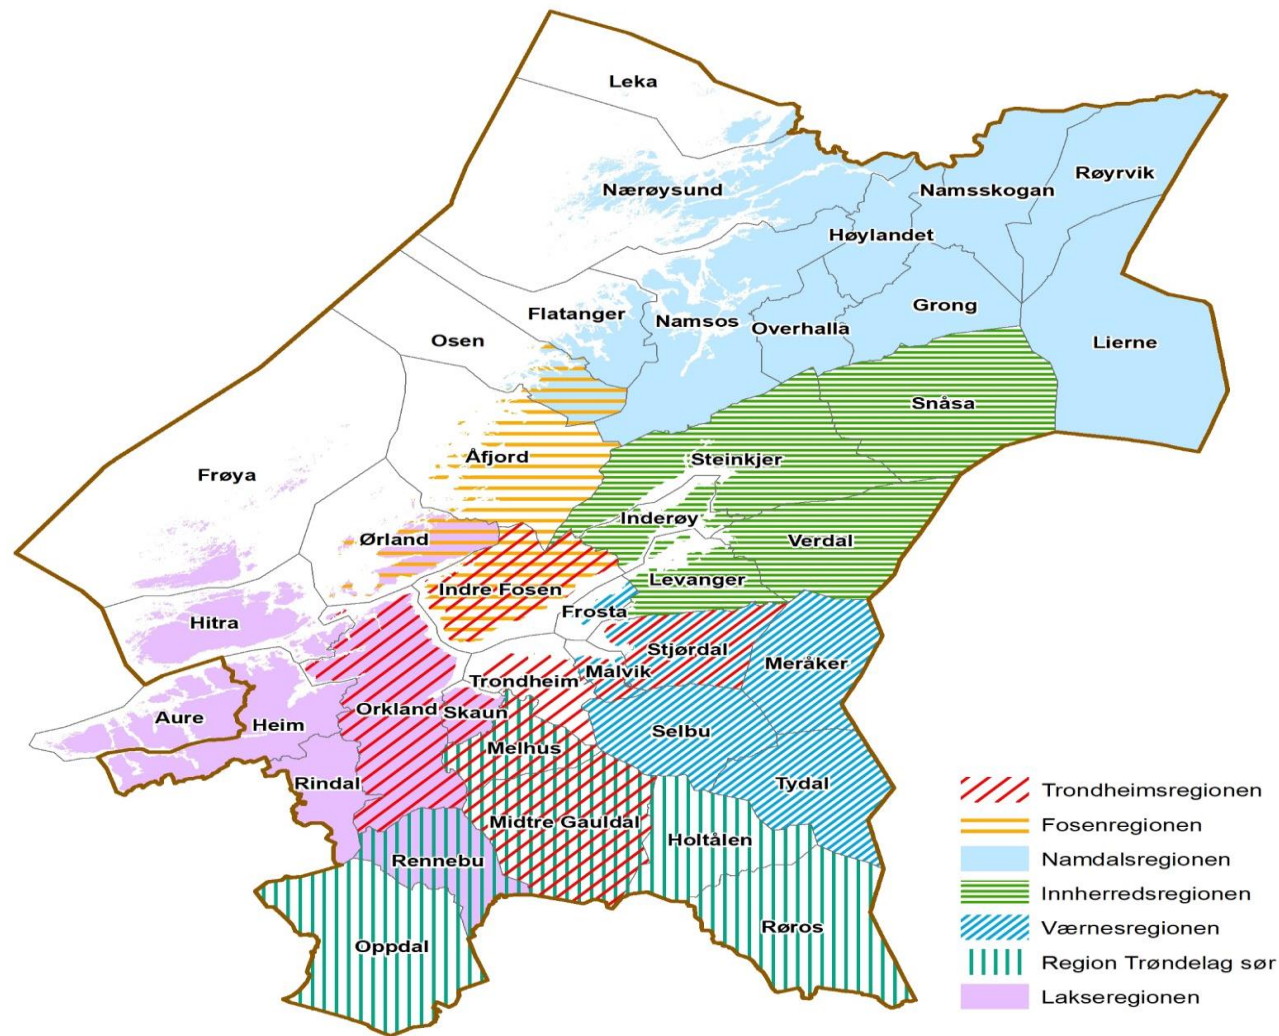 Leka
Nærøysund
Namsskogan
Røyrvik
Høylandet
Flatanger
Namsos
Overhalla
Grong
Osen
Lierne
Snåsa
Åfjord
Steinkjer
Frøya
Inderøy
Ørland
Verdal
Levanger
Indre Fosen
Frosta
Hitra
Stjørdal
Meråker
Malvik
Trondheim
Aure
Heim
Orkland
Skaun
Selbu
Melhus
Rindal
Tydal
Midtre Gauldal
Holtålen
Rennebu
Røros
Oppdal
Trondheimsregionen
Fosenregionen
Namdalsregionen
Innherredsregionen
Værnesregionen
Region Trøndelag sør
Lakseregionen